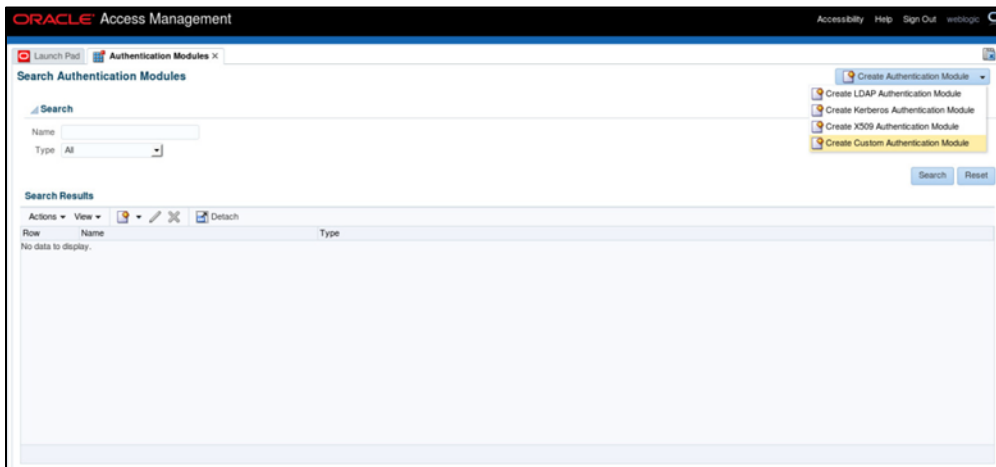 ORACLE Access Management
Accessibility Help Sign Out weblogic
Launch Pad Authentication Modules ×
Search Authentication Modules
Create Authentication Module
Create LDAP Authentication Module
Create Kerberos Authentication Module
Create X509 Authentication Module
Create Custom Authentication Module
Search
Name
Type All
Search Reset
Search Results
Actions View Detach
Row Name Type
No data to display.